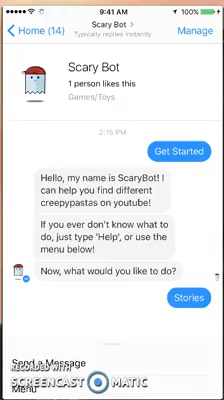 9:41 AM
100%
Home (14)
Scary Bot >
Typically replies instantly
Manage
Scary Bot
1 person likes this
Games/Toys
2:15 PM
Get Started
Hello, my name is ScaryBot! I
can help you find different
creepypastas on youtube!
If you ever don't know what to
do, just type 'Help', or use the
menu below!
Now, what would you like to do?
Stories
Send a Message
RECORDED WITH
SCREENCAST MATIC
Menu